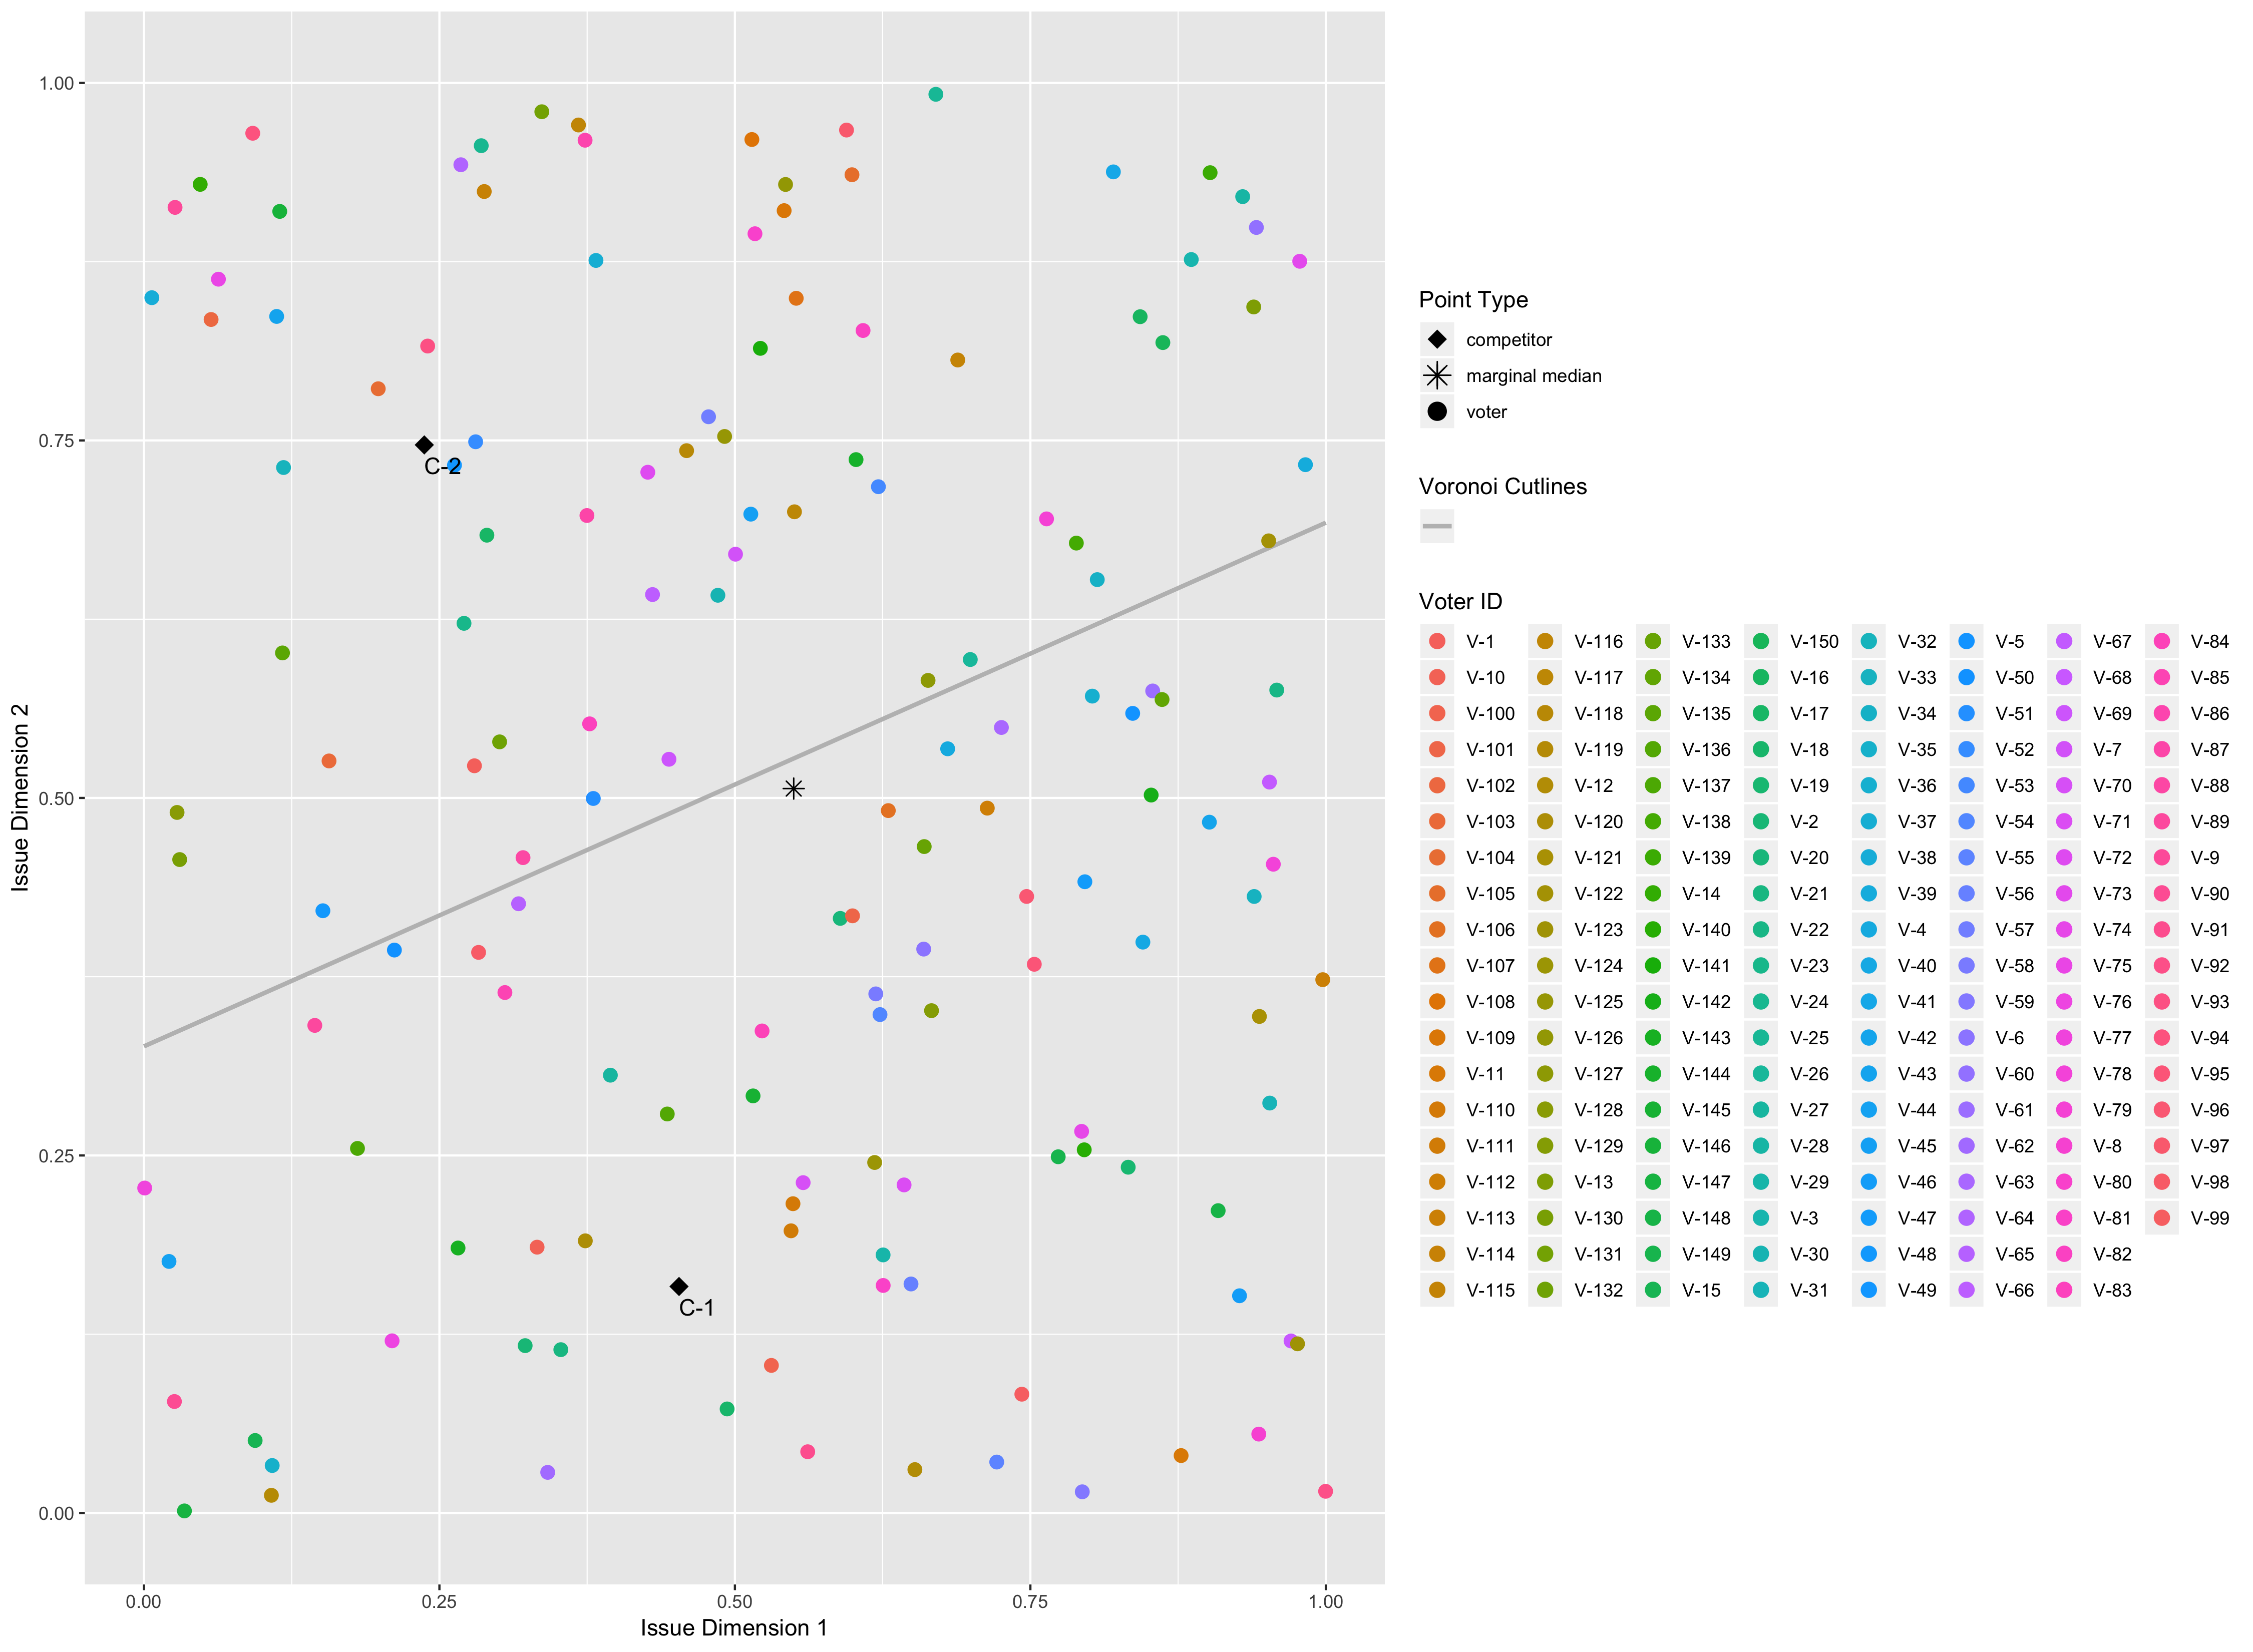 1.00
0.75
0.50
0.25
0.00
Issue Dimension 2
C-2
C-1
0.00 0.25 0.50 0.75 1.00
Issue Dimension 1
Point Type
competitor
marginal median
voter
Voronoi Cutlines
Voter ID
V-1 V-116 V-133 V-150 V-32 V-5 V-67 V-84
V-10 V-117 V-134 V-16 V-33 V-50 V-68 V-85
V-100 V-118 V-135 V-17 V-34 V-51 V-69 V-86
V-101 V-119 V-136 V-18 V-35 V-52 V-7 V-87
V-102 V-12 V-137 V-19 V-36 V-53 V-70 V-88
V-103 V-120 V-138 V-2 V-37 V-54 V-71 V-89
V-104 V-121 V-139 V-20 V-38 V-55 V-72 V-9
V-105 V-122 V-14 V-21 V-39 V-56 V-73 V-90
V-106 V-123 V-140 V-22 V-4 V-57 V-74 V-91
V-107 V-124 V-141 V-23 V-40 V-58 V-75 V-92
V-108 V-125 V-142 V-24 V-41 V-59 V-76 V-93
V-109 V-126 V-143 V-25 V-42 V-6 V-77 V-94
V-11 V-127 V-144 V-26 V-43 V-60 V-78 V-95
V-110 V-128 V-145 V-27 V-44 V-61 V-79 V-96
V-111 V-129 V-146 V-28 V-45 V-62 V-8 V-97
V-112 V-13 V-147 V-29 V-46 V-63 V-80 V-98
V-113 V-130 V-148 V-3 V-47 V-64 V-81 V-99
V-114 V-131 V-149 V-30 V-48 V-65 V-82
V-115 V-132 V-15 V-31 V-49 V-66 V-83